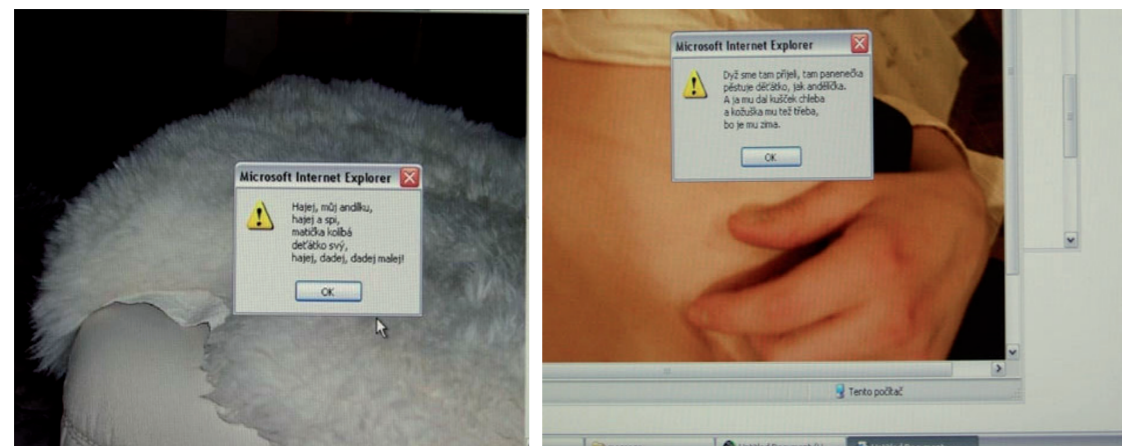 Microsoft Internet Explorer
Hajej, můj andílku,
hajej a spi,
matička kolíbá
deťátko svý,
hajej, dadej, dadej malej!
OK
Microsoft Internet Explorer
Dyž sme tam přijeli, tam panenečka
pěstuje děťátko, jak andělíčka.
A ja mu dal kušček chleba
a kožuška mu též třeba,
bo je mu zima.
OK
Tento počítač